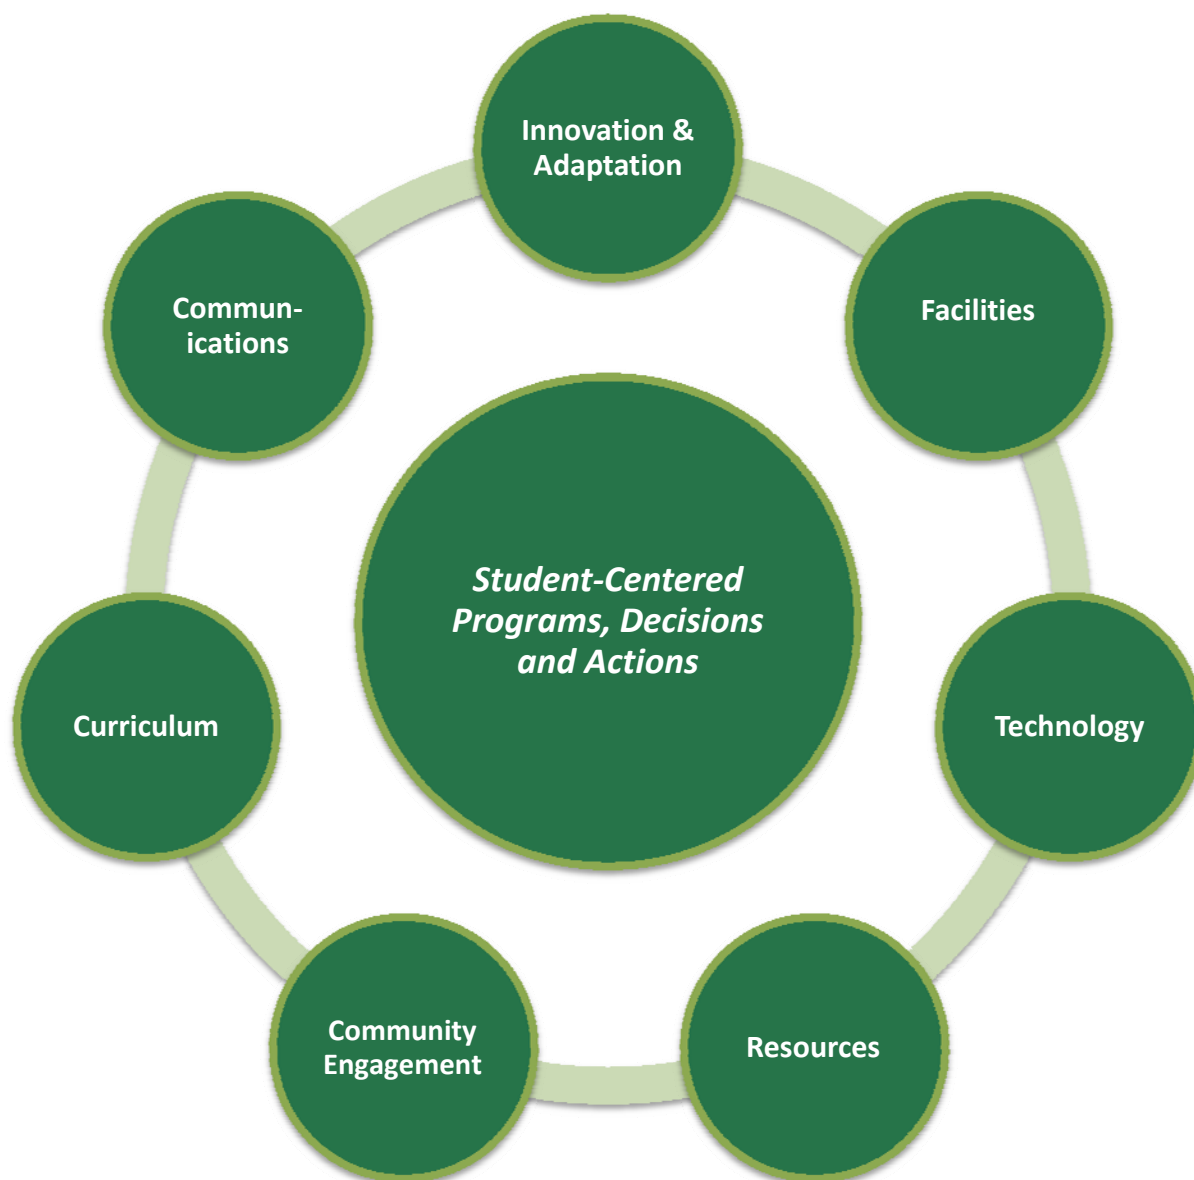 Innovation &
Adaptation
Facilities
Technology
Resources
Community
Engagement
Curriculum
Commun-
ications
Student-Centered
Programs, Decisions
and Actions